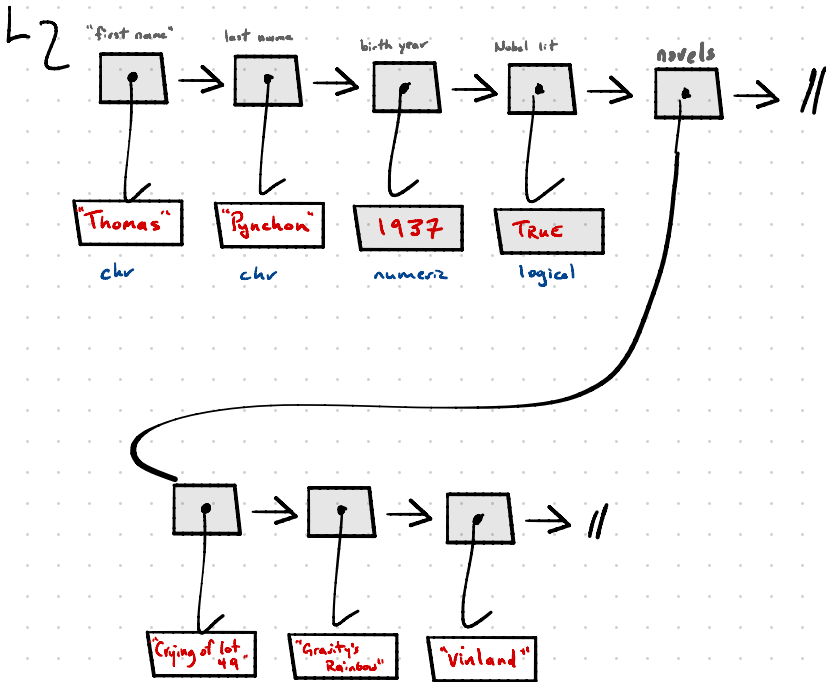 L2
"first name"
last name
birth year
Nobel lit
novels
"Thomas"
"Pynchon"
1937
TRUE
chr
chr
numeric
logical
"Crying of lot
49"
"Gravity's
Rainbow"
"Vinland"